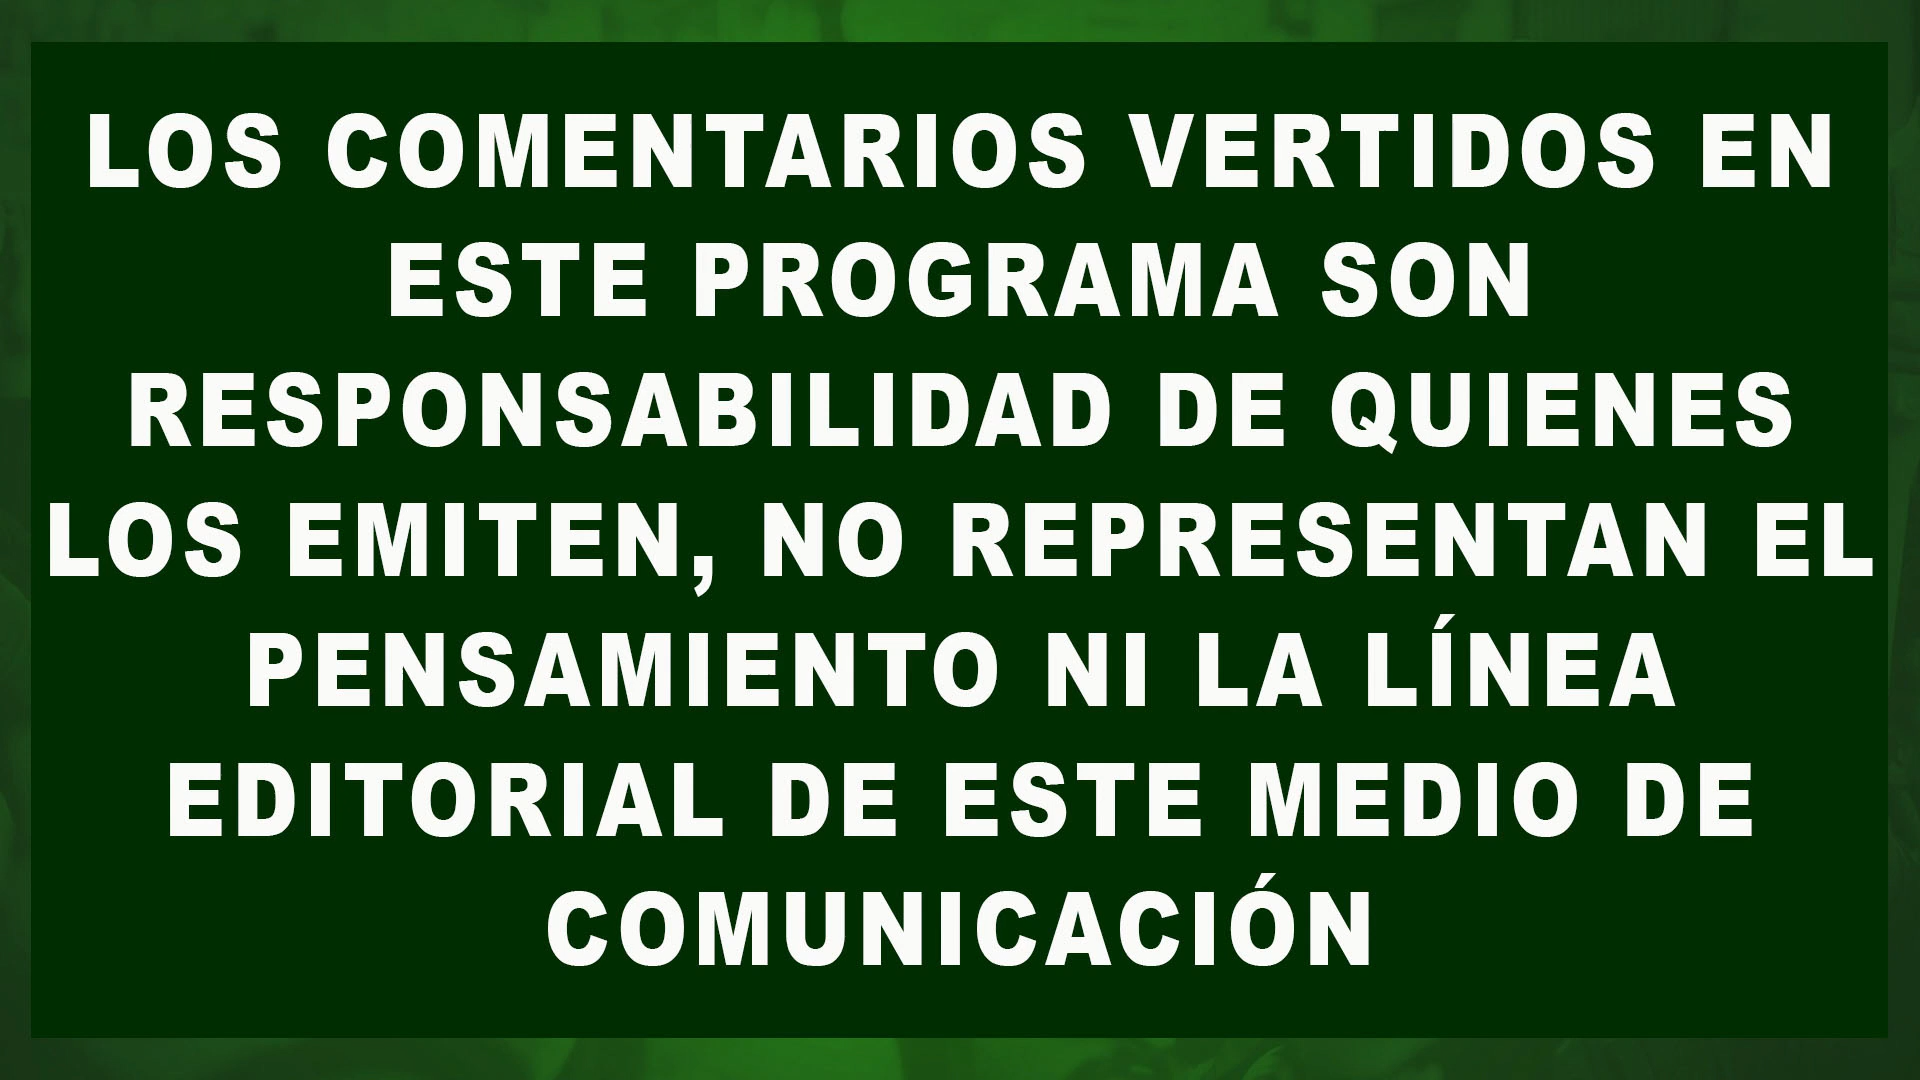 LOS COMENTARIOS VERTIDOS EN
ESTE PROGRAMA SON
RESPONSABILIDAD DE QUIENES
LOS EMITEN, NO REPRESENTAN EL
PENSAMIENTO NI LA LÍNEA
EDITORIAL DE ESTE MEDIO DE
COMUNICACIÓN